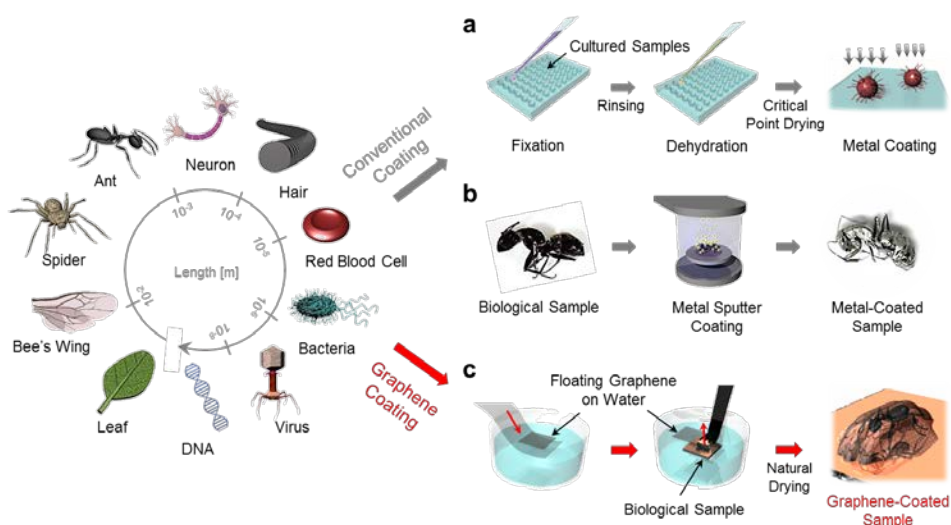 Ant
Neuron
Hair
Red Blood Cell
Bacteria
Virus
DNA
Leaf
Bee's Wing
Spider
Length [m]
10-3
10-4
10-5
10-6
10-8
10-2
Conventional
Coating
Graphene
Coating
a
Cultured Samples
Rinsing
Critical
Point Drying
Fixation
Dehydration
Metal Coating
b
Biological Sample
Metal Sputter
Coating
Metal-Coated
Sample
c
Floating Graphene
on Water
Biological Sample
Natural
Drying
Graphene-Coated
Sample